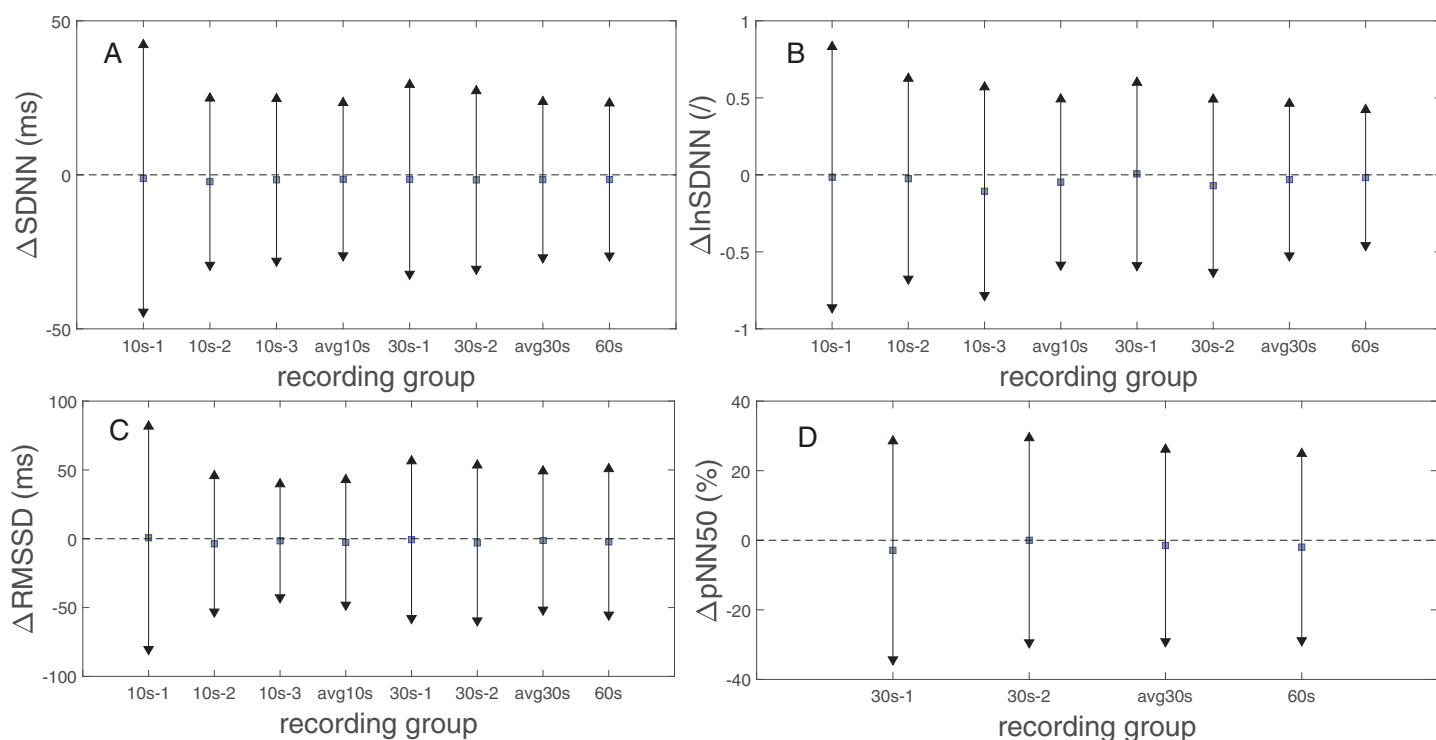 A
ΔSDNN (ms)
50
0
-50
10s-1 10s-2 10s-3 avg10s 30s-1 30s-2 avg30s 60s
recording group
B
ΔlnSDNN (/)
1
0.5
0
-0.5
-1
10s-1 10s-2 10s-3 avg10s 30s-1 30s-2 avg30s 60s
recording group
C
ΔRMSSD (ms)
100
50
0
-50
-100
10s-1 10s-2 10s-3 avg10s 30s-1 30s-2 avg30s 60s
recording group
D
ΔpNN50 (%)
40
20
0
-20
-40
30s-1 30s-2 avg30s 60s
recording group